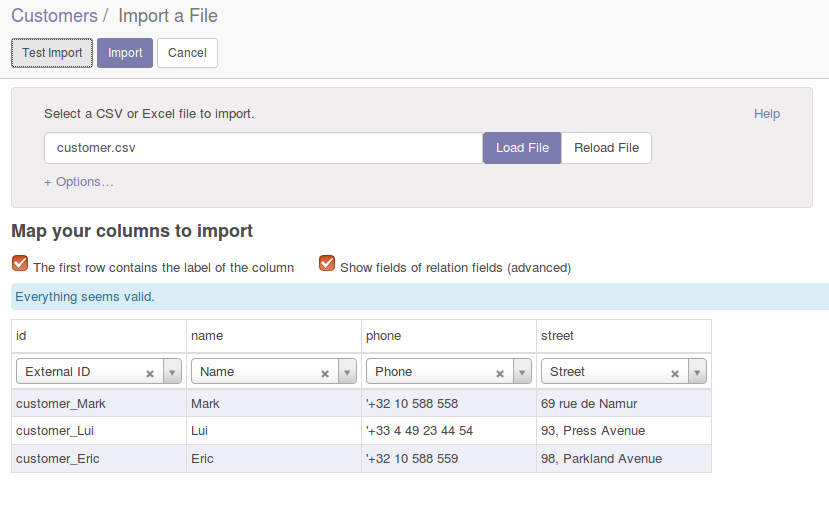 Customers / Import a File
Test Import Import Cancel
Select a CSV or Excel file to import. Help
customer.csv Load File Reload File
+ Options…
Map your columns to import
The first row contains the label of the column Show fields of relation fields (advanced)
Everything seems valid.
id name phone street
External ID Name Phone Street
customer_Mark Mark '+32 10 588 558 69 rue de Namur
customer_Lui Lui '+33 4 49 23 44 54 93, Press Avenue
customer_Eric Eric '+32 10 588 559 98, Parkland Avenue